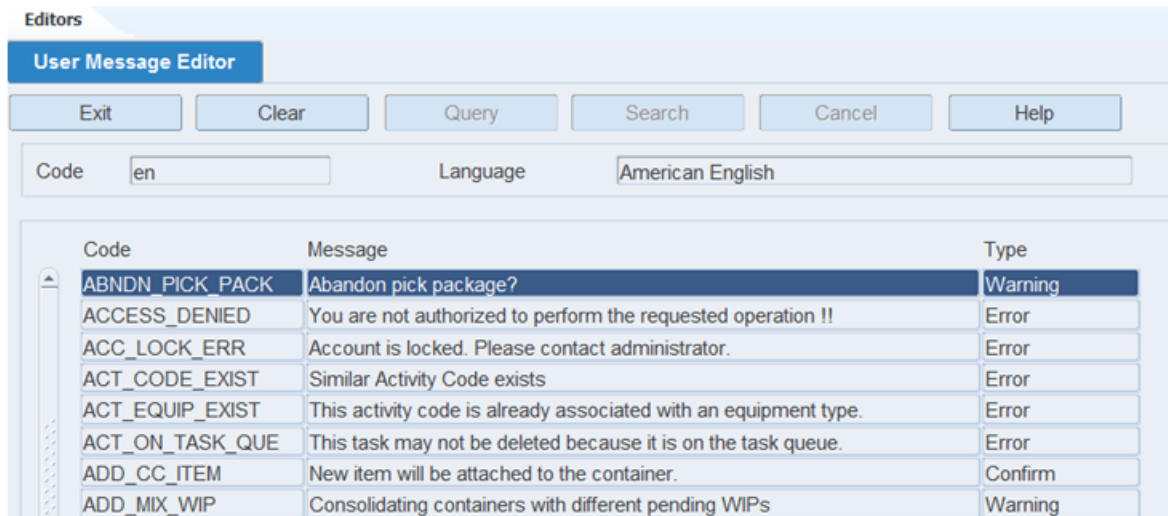 Editors
User Message Editor
Exit Clear Query Search Cancel Help
Code en Language American English
Code Message Type
ABNDN_PICK_PACK Abandon pick package? Warning
ACCESS_DENIED You are not authorized to perform the requested operation !! Error
ACC_LOCK_ERR Account is locked. Please contact administrator. Error
ACT_CODE_EXIST Similar Activity Code exists Error
ACT_EQUIP_EXIST This activity code is already associated with an equipment type. Error
ACT_ON_TASK_QUE This task may not be deleted because it is on the task queue. Error
ADD_CC_ITEM New item will be attached to the container. Confirm
ADD_MIX_WIP Consolidating containers with different pending WIPs Warning